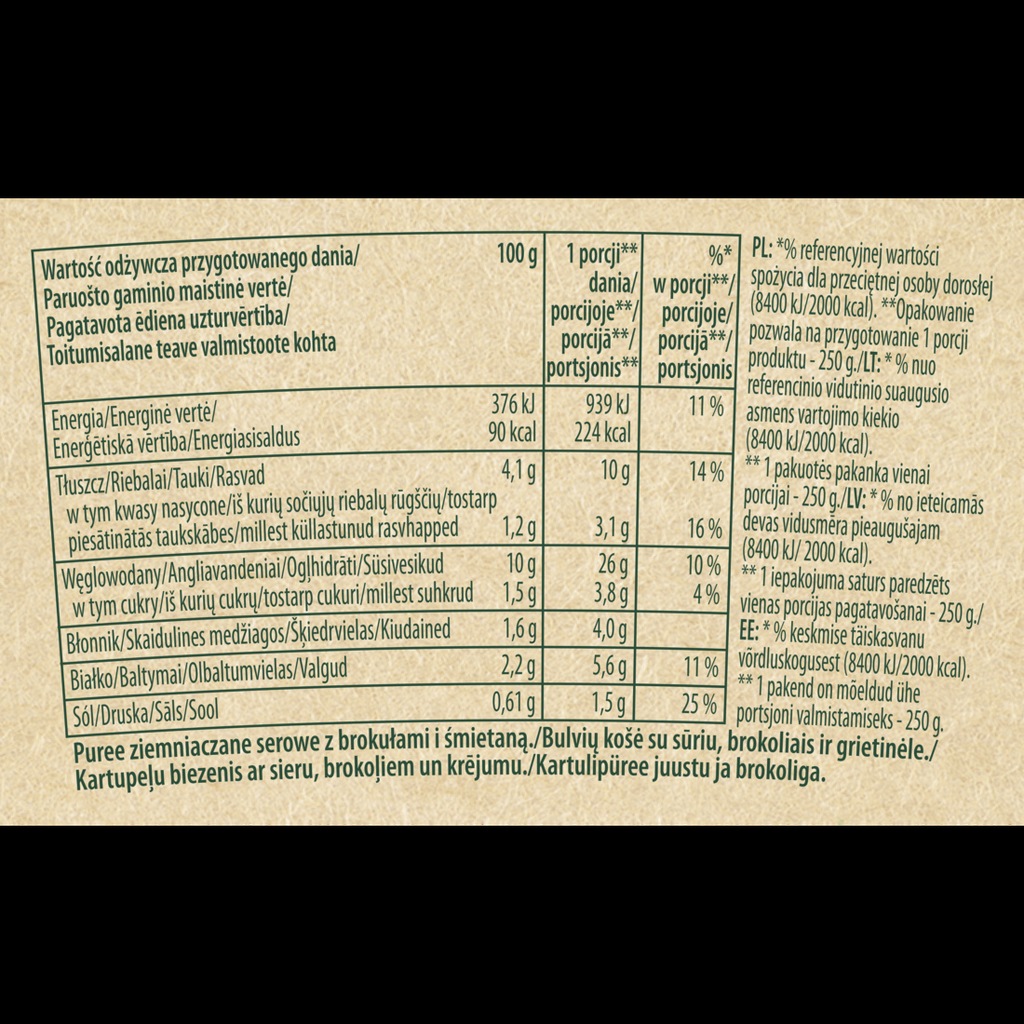 Wartość odżywcza przygotowanego dania/
Paruošto gaminio maistinė vertė/
Pagatavota ēdiena uzturvērtība/
Toitumisalane teave valmistoote kohta
100 g
1 porcji**
dania/
porcijoje**/
porcijā**/
portsjonis**
%*
w porcji**/
porcijoje/
porcijā**/
portsjonis
Energia/Energinė vertė/ 376 kJ 939 kJ 11 %
Enerģētiskā vērtība/Energiasisaldus 90 kcal 224 kcal
Tłuszcz/Riebalai/Tauki/Rasvad 4,1 g 10 g 14 %
w tym kwasy nasycone/iš kurių sočiųjų riebalų rūgščių/tostarp
piesātinātās taukskābes/millest küllastunud rasvhapped 1,2 g 3,1 g 16 %
Węglowodany/Angliavandeniai/Ogļhidrāti/Süsivesikud 10 g 26 g 10 %
w tym cukry/iš kurių cukrų/tostarp cukuri/millest suhkrud 1,5 g 3,8 g 4 %
Błonnik/Skaidulines medžiagos/Šķiedrvielas/Kiudained 1,6 g 4,0 g
Białko/Baltymai/Olbaltumvielas/Valgud 2,2 g 5,6 g 11 %
Sól/Druska/Sāls/Sool 0,61 g 1,5 g 25 %
Puree ziemniaczane serowe z brokułami i śmietaną./Bulvių košė su sūriu, brokoliais ir grietinėle./
Kartupeļu biezenis ar sieru, brokoļiem un krējumu./Kartulipüree juustu ja brokoliga.
PL: *% referencyjnej wartości
spożycia dla przeciętnej osoby dorosłej
(8400 kJ/2000 kcal). **Opakowanie
pozwala na przygotowanie 1 porcji
produktu - 250 g./LT: * % nuo
referencinio vidutinio suaugusio
asmens vartojimo kiekio
(8400 kJ/2000 kcal).
** 1 pakuotės pakanka vienai
porcijai - 250 g./LV: * % no ieteicamās
devas vidusmēra pieaugušajam
(8400 kJ/ 2000 kcal).
** 1 iepakojuma saturs paredzēts
vienas porcijas pagatavošanai - 250 g./
EE: * % keskmise täiskasvanu
võrdluskogusest (8400 kJ/2000 kcal).
** 1 pakend on mõeldud ühe
portsjoni valmistamiseks - 250 g.